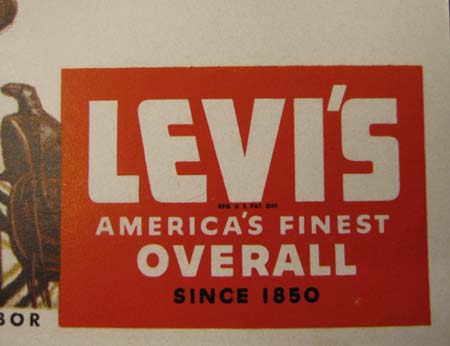 LEVI'S
REG. U. S. PAT. OFF.
AMERICA'S FINEST
OVERALL
SINCE 1850
BOR